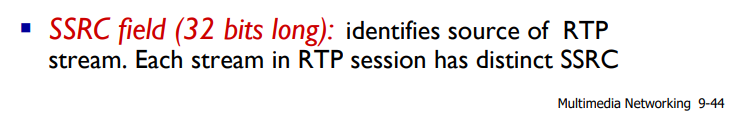 ▪ SSRC field (32 bits long): identifies source of RTP
stream. Each stream in RTP session has distinct SSRC
Multimedia Networking 9-44